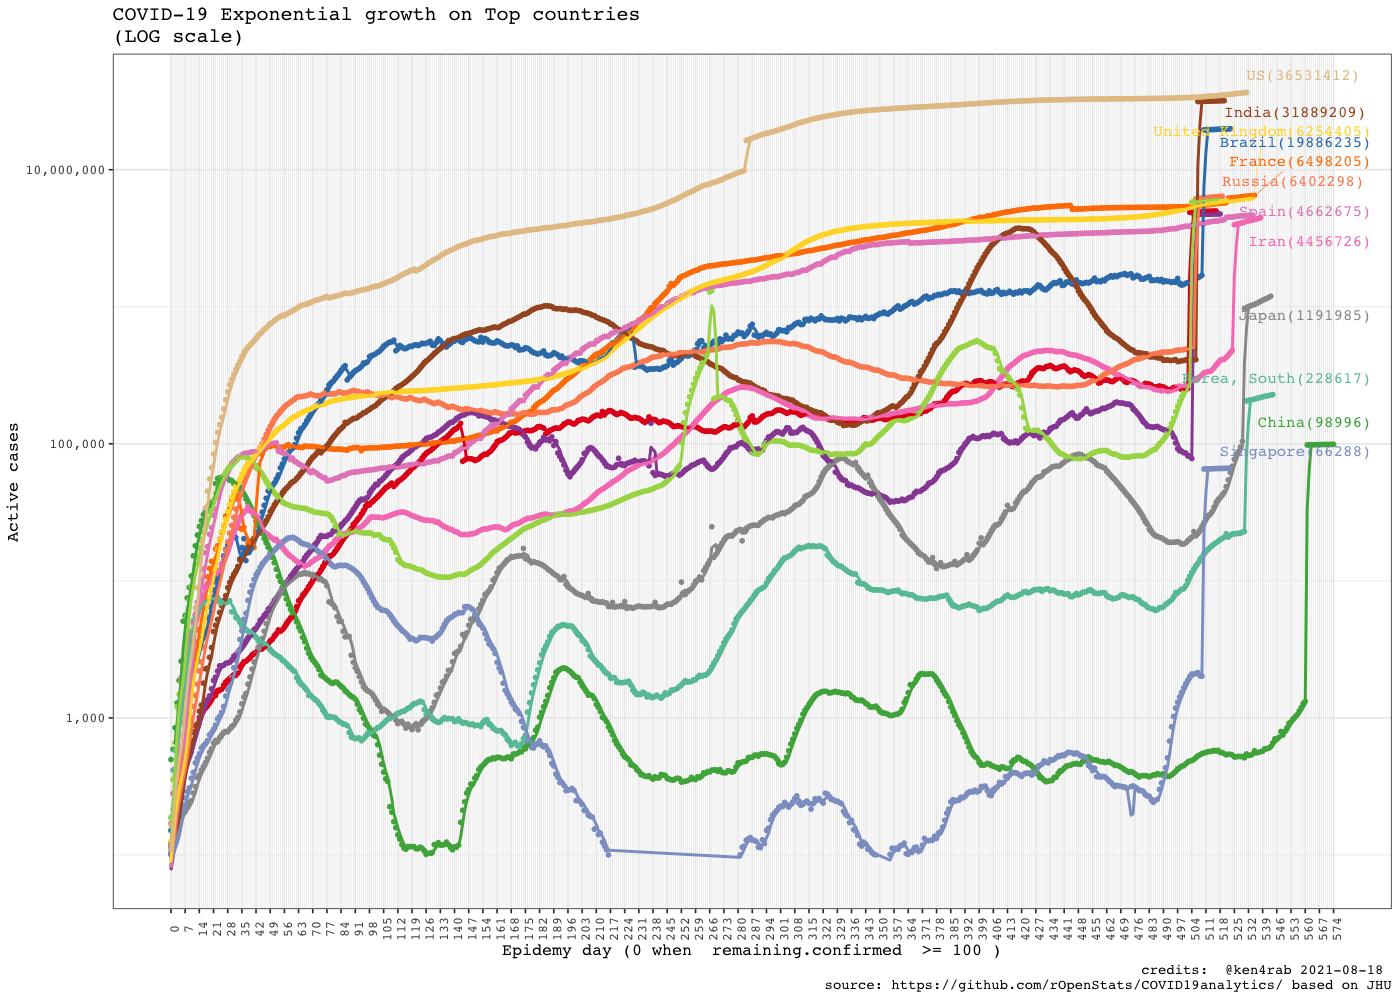 COVID-19 Exponential growth on Top countries
(LOG scale)
US(36531412)
India(31889209)
United Kingdom(6254405)
Brazil(19886235)
France(6498205)
Russia(6402298)
Spain(4662675)
Iran(4456726)
Japan(1191985)
Korea, South(228617)
China(98996)
Singapore(66288)
10,000,000
100,000
1,000
Active cases
0 7 14 21 28 35 42 49 56 63 70 77 84 91 98 105 112 119 126 133 140 147 154 161 168 175 182 189 196 203 210 217 224 231 238 245 252 259 266 273 280 287 294 301 308 315 322 329 336 343 350 357 364 371 378 385 392 399 406 413 420 427 434 441 448 455 462 469 476 483 490 497 504 511 518 525 532 539 546 553 560 567 574
Epidemy day (0 when  remaining.confirmed  >= 100 )
credits:  @ken4rab 2021-08-18
source: https://github.com/rOpenStats/COVID19analytics/ based on JHU